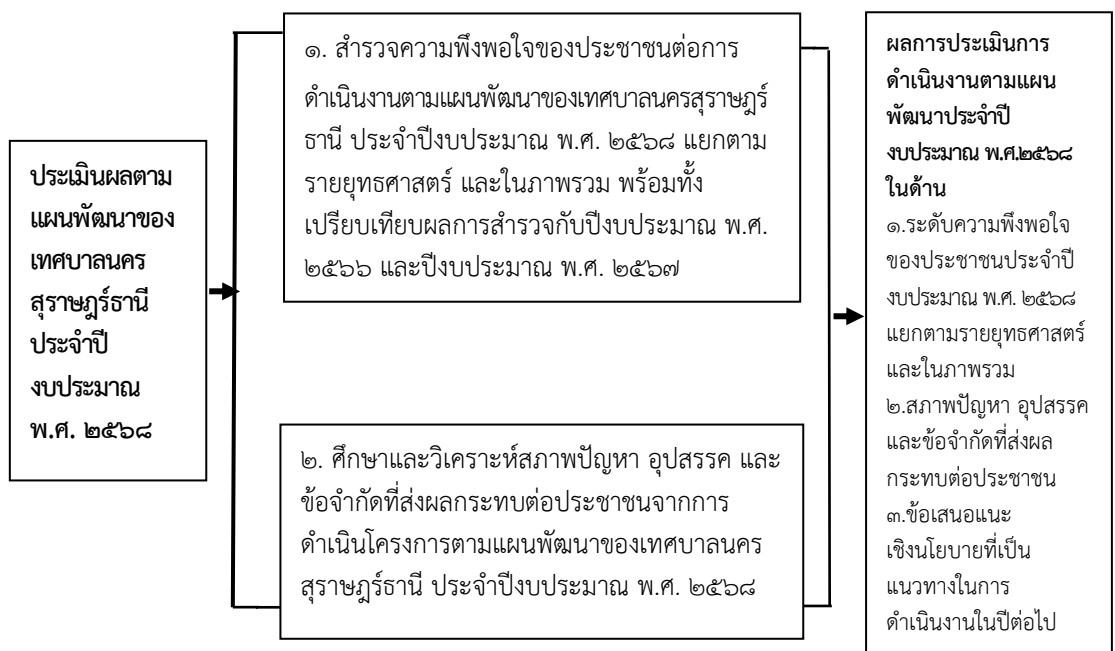 ประเมินผลตาม
แผนพัฒนาของ
เทศบาลนคร
สุราษฎร์ธานี
ประจำปี
งบประมาณ
พ.ศ. ๒๕๖๘
๑. สำรวจความพึงพอใจของประชาชนต่อการ
ดำเนินงานตามแผนพัฒนาของเทศบาลนครสุราษฎร์
ธานี ประจำปีงบประมาณ พ.ศ. ๒๕๖๘ แยกตาม
รายยุทธศาสตร์ และในภาพรวม พร้อมทั้ง
เปรียบเทียบผลการสำรวจกับปีงบประมาณ พ.ศ.
๒๕๖๖ และปีงบประมาณ พ.ศ. ๒๕๖๗
๒. ศึกษาและวิเคราะห์สภาพปัญหา อุปสรรค และ
ข้อจำกัดที่ส่งผลกระทบต่อประชาชนจากการ
ดำเนินโครงการตามแผนพัฒนาของเทศบาลนคร
สุราษฎร์ธานี ประจำปีงบประมาณ พ.ศ. ๒๕๖๘
ผลการประเมินการ
ดำเนินงานตามแผน
พัฒนาประจำปี
งบประมาณ พ.ศ.๒๕๖๘
ในด้าน
๑.ระดับความพึงพอใจ
ของประชาชนประจำปี
งบประมาณ พ.ศ. ๒๕๖๘
แยกตามรายยุทธศาสตร์
และในภาพรวม
๒.สภาพปัญหา อุปสรรค
และข้อจำกัดที่ส่งผล
กระทบต่อประชาชน
๓.ข้อเสนอแนะ
เชิงนโยบายที่เป็น
แนวทางในการ
ดำเนินงานในปีต่อไป